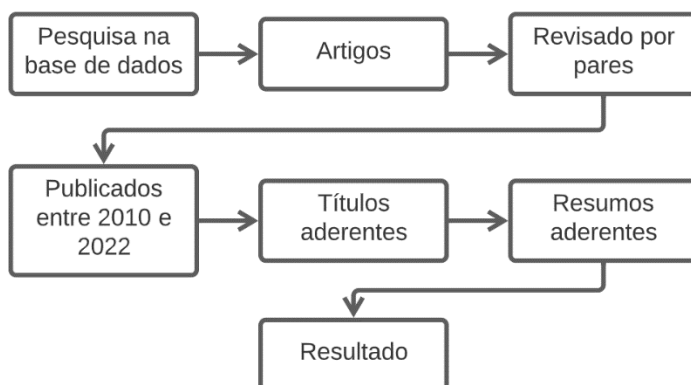 Pesquisa na
base de dados
Artigos
Revisado por
pares
Publicados
entre 2010 e
2022
Títulos
aderentes
Resumos
aderentes
Resultado